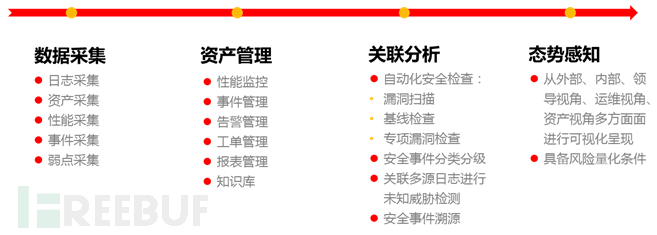 数据采集
日志采集
资产采集
性能采集
事件采集
弱点采集
资产管理
性能监控
事件管理
告警管理
工单管理
报表管理
知识库
关联分析
自动化安全检查：
漏洞扫描
基线检查
专项漏洞检查
安全事件分类分级
关联多源日志进行
未知威胁检测
安全事件溯源
态势感知
从外部、内部、领
导视角、运维视角、
资产视角多方面面
进行可视化呈现
具备风险量化条件
FREEBUF